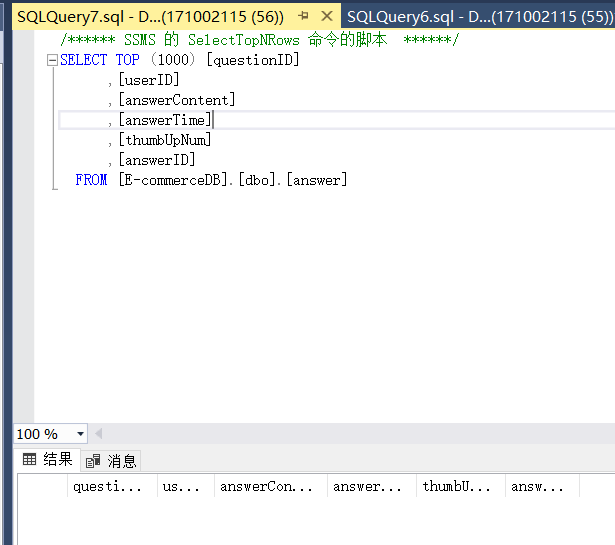 SQLQuery7.sql - D...(171002115 (56)) SQLQuery6.sql - D...(171002115 (55))
/****** SSMS 的 SelectTopNRows 命令的脚本 ******/
SELECT TOP (1000) [questionID]
,[userID]
,[answerContent]
,[answerTime]
,[thumbUpNum]
,[answerID]
FROM [E-commerceDB].[dbo].[answer]
100 %
结果 消息
questi... us... answerCon... answer... thumbU... answ...